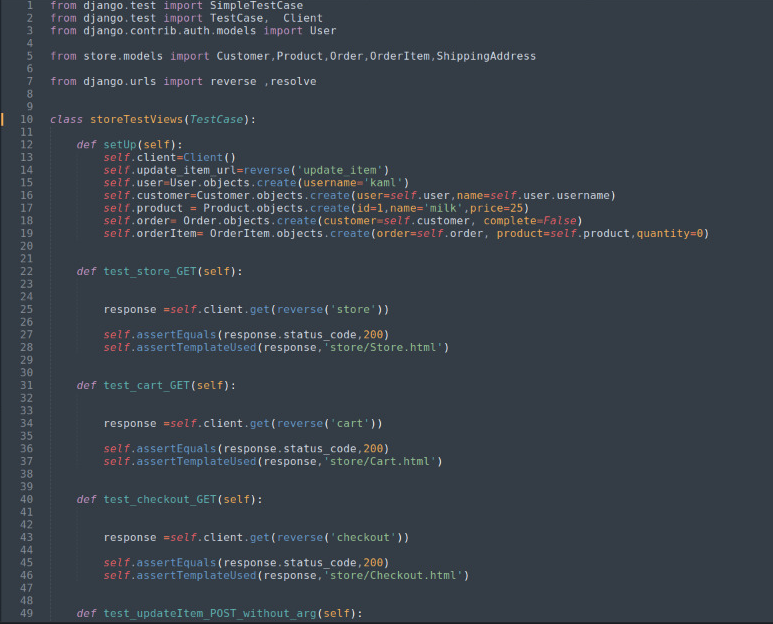 1 from django.test import SimpleTestCase
2 from django.test import TestCase,  Client
3 from django.contrib.auth.models import User
4
5 from store.models import Customer,Product,Order,OrderItem,ShippingAddress
6
7 from django.urls import reverse ,resolve
8
9
10 class storeTestViews(TestCase):
11
12     def setUp(self):
13         self.client=Client()
14         self.update_item_url=reverse('update_item')
15         self.user=User.objects.create(username='kaml')
16         self.customer=Customer.objects.create(user=self.user,name=self.user.username)
17         self.product = Product.objects.create(id=1,name='milk',price=25)
18         self.order= Order.objects.create(customer=self.customer, complete=False)
19         self.orderItem= OrderItem.objects.create(order=self.order, product=self.product,quantity=0)
20
21
22     def test_store_GET(self):
23
24
25         response =self.client.get(reverse('store'))
26
27         self.assertEquals(response.status_code,200)
28         self.assertTemplateUsed(response,'store/Store.html')
29
30
31     def test_cart_GET(self):
32
33
34         response =self.client.get(reverse('cart'))
35
36         self.assertEquals(response.status_code,200)
37         self.assertTemplateUsed(response,'store/Cart.html')
38
39
40     def test_checkout_GET(self):
41
42
43         response =self.client.get(reverse('checkout'))
44
45         self.assertEquals(response.status_code,200)
46         self.assertTemplateUsed(response,'store/Checkout.html')
47
48
49     def test_updateItem_POST_without_arg(self):